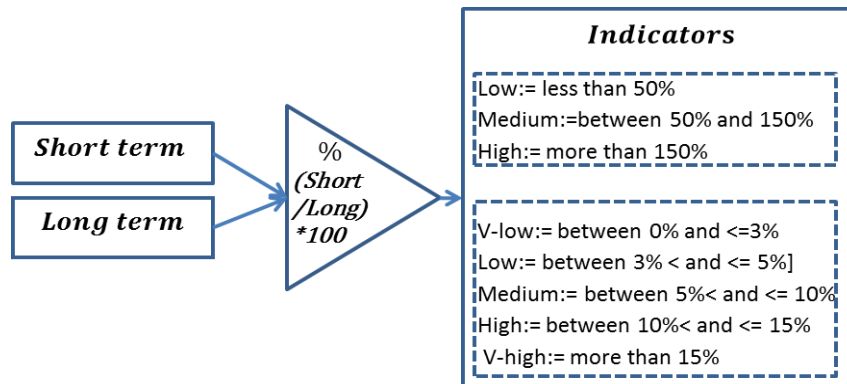 Short term
Long term
%
(Short
/Long)
*100
Indicators
Low:= less than 50%
Medium:=between 50% and 150%
High:= more than 150%
V-low:= between 0% and <=3%
Low:= between 3% < and <= 5%]
Medium:= between 5%< and <= 10%
High:= between 10%< and <= 15%
V-high:= more than 15%